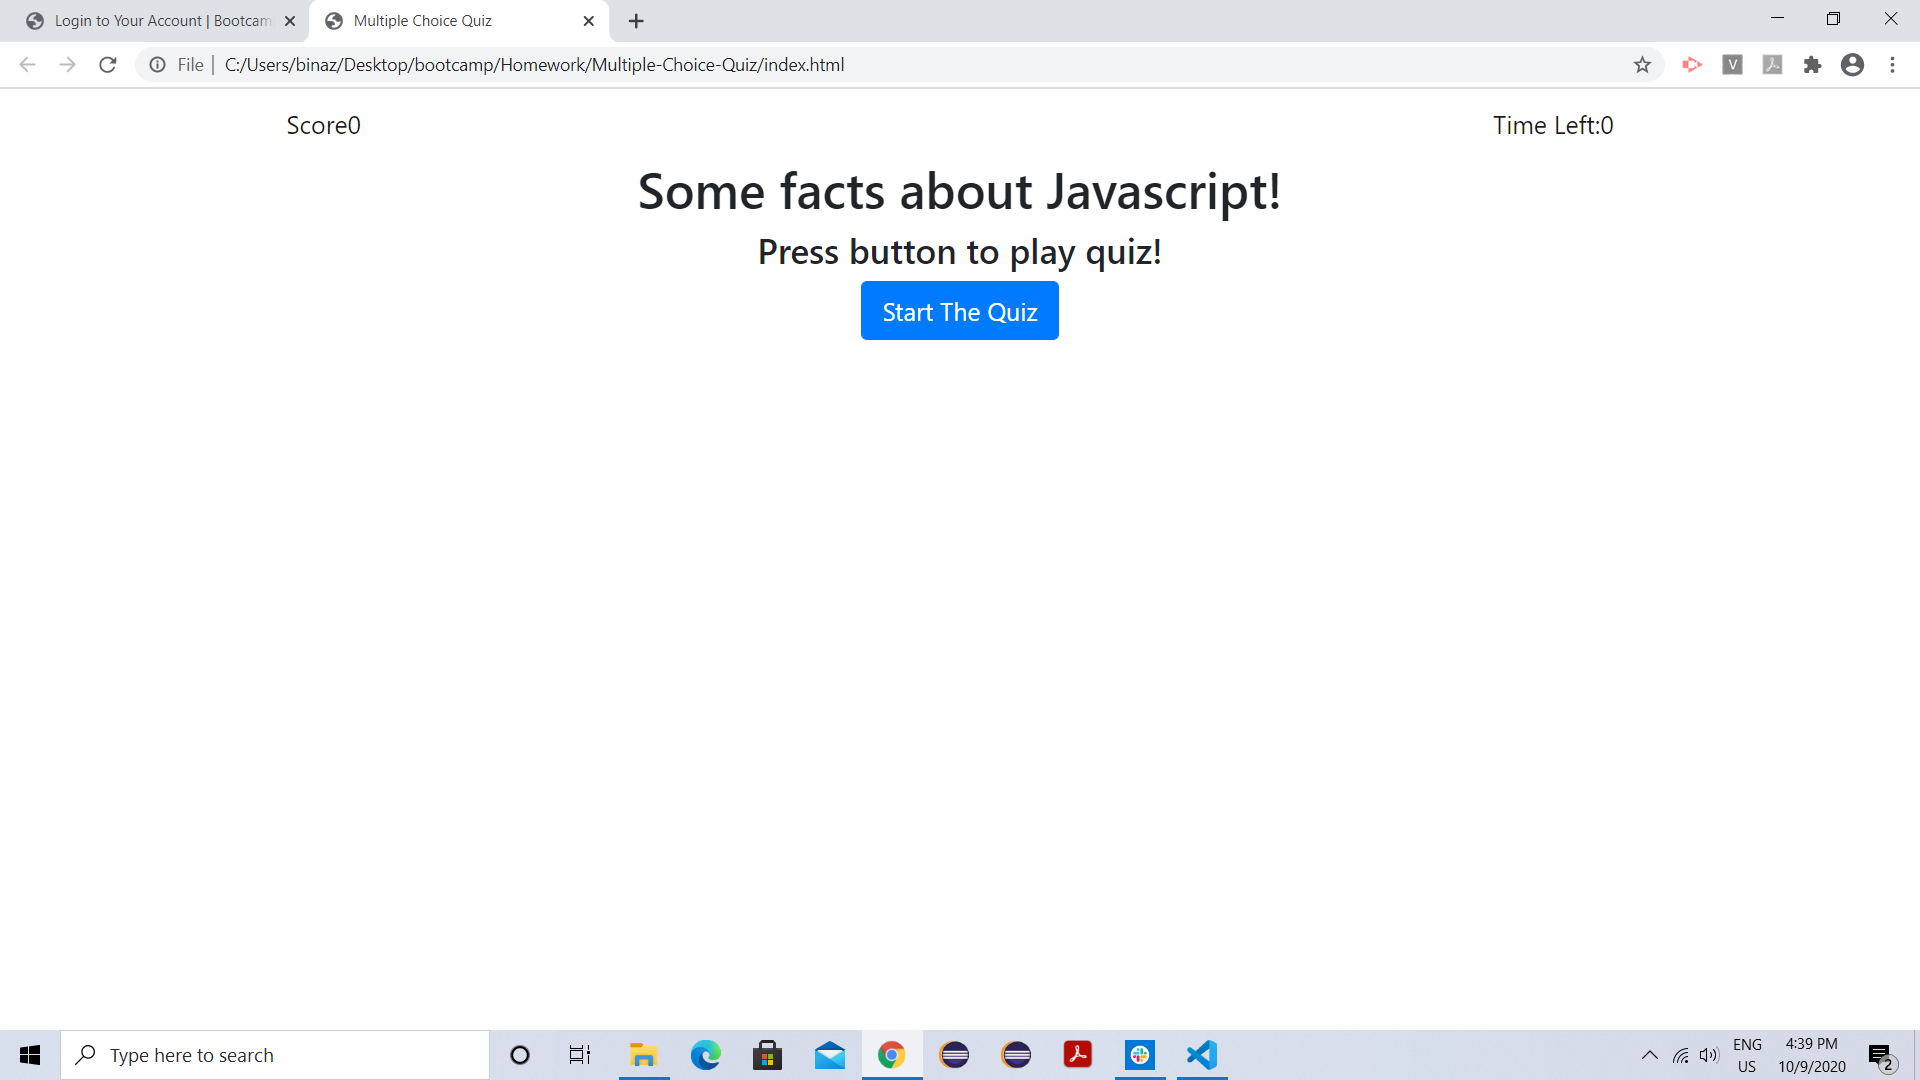 Login to Your Account | Bootcam
Multiple Choice Quiz
File | C:/Users/binaz/Desktop/bootcamp/Homework/Multiple-Choice-Quiz/index.html
V
Score0
Time Left:0
Some facts about Javascript!
Press button to play quiz!
Start The Quiz
Type here to search
ENG
US
4:39 PM
10/9/2020
2